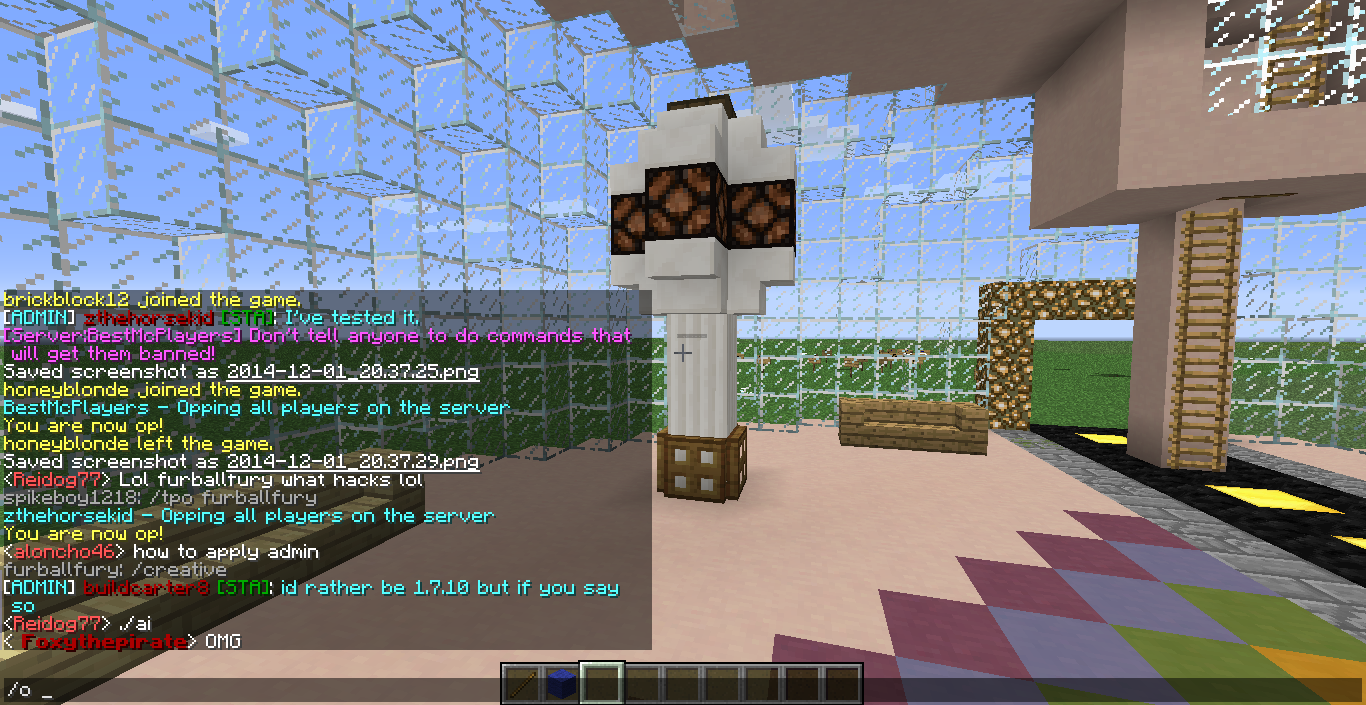 brickblock12 joined the game.
[ADMIN] zthehorsekid [STA]: I've tested it.
[Server:BestMcPlayers] Don't tell anyone to do commands that
will get them banned!
Saved screenshot as 2014-12-01_20.37.25.png
honeyblonde joined the game.
BestMcPlayers - Opping all players on the server
You are now op!
honeyblonde left the game.
Saved screenshot as 2014-12-01_20.37.29.png
<Reidog77> Lol furballfury what hacks lol
spikeboy1218: /tpo furballfury
zthehorsekid - Opping all players on the server
You are now op!
<aloncho46> how to apply admin
furballfury: /creative
[ADMIN] buildcarter8 [STA]: id rather be 1.7.10 but if you say
so
<Reidog77> ./ai
< Foxythepirate> OMG
/o _